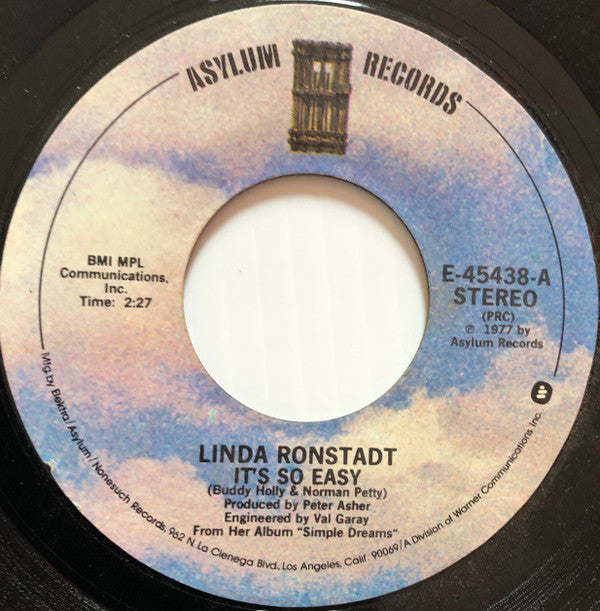 ASYLUM RECORDS
BMI MPL
Communications,
Inc.
Time: 2:27
E-45438-A
STEREO
(PRC)
℗ 1977 by
Asylum Records
LINDA RONSTADT
IT'S SO EASY
(Buddy Holly & Norman Petty)
Produced by Peter Asher
Engineered by Val Garay
From Her Album "Simple Dreams"
Mfg by Elektra/Asylum/Nonesuch Records, 962 N. La Cienega Blvd., Los Angeles, Calif. 90069/A Division of Warner Communications, Inc.